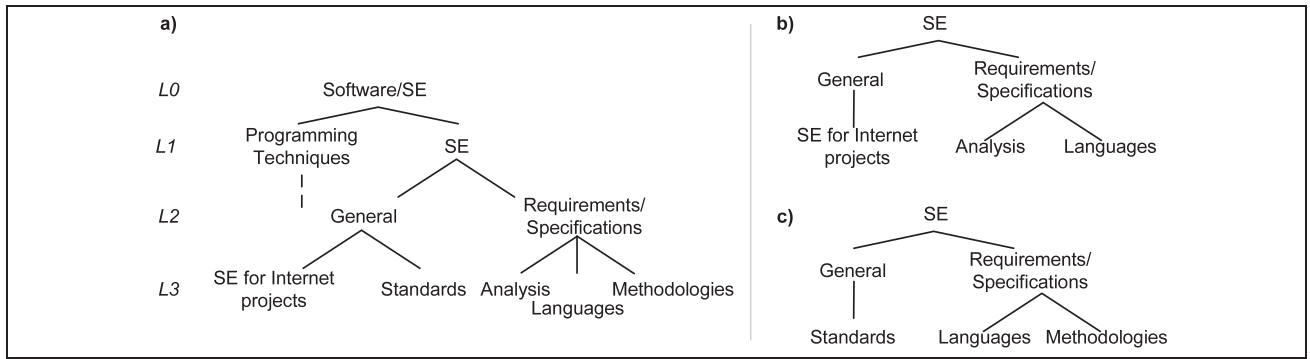 a)
L0
Software/SE
Programming
Techniques
L1
SE
L2
General
Requirements/
Specifications
L3
SE for Internet
projects
Standards
Analysis
Languages
Methodologies
b)
SE
General
Requirements/
Specifications
SE for Internet
projects
Analysis
Languages
c)
SE
General
Requirements/
Specifications
Standards
Languages
Methodologies